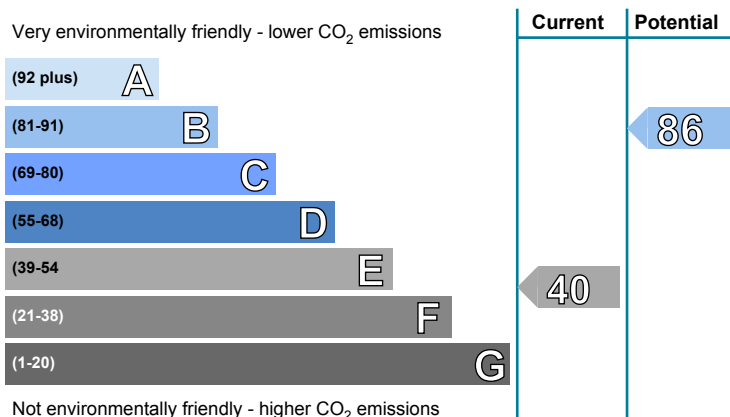 Very environmentally friendly - lower CO2 emissions
Current
Potential
(92 plus) A
(81-91) B
86
(69-80) C
(55-68) D
(39-54 E
40
(21-38) F
(1-20) G
Not environmentally friendly - higher CO2 emissions